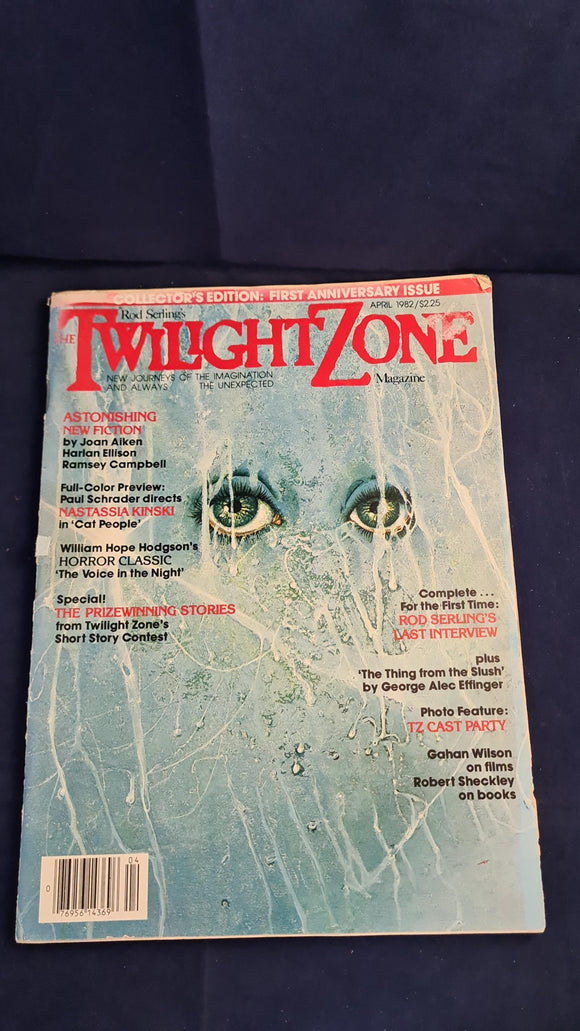 COLLECTOR'S EDITION: FIRST ANNIVERSARY ISSUE
APRIL 1982/$2.25
Rod Serling's
THE TWILIGHT ZONE
Magazine
NEW JOURNEYS OF THE IMAGINATION
AND ALWAYS THE UNEXPECTED
ASTONISHING
NEW FICTION
by Joan Aiken
Harlan Ellison
Ramsey Campbell
Full-Color Preview:
Paul Schrader directs
NASTASSIA KINSKI
in 'Cat People'
William Hope Hodgson's
HORROR CLASSIC
'The Voice in the Night'
Special!
THE PRIZEWINNING STORIES
from Twilight Zone's
Short Story Contest
Complete . . .
For the First Time:
ROD SERLING'S
LAST INTERVIEW
plus
'The Thing from the Slush'
by George Alec Effinger
Photo Feature:
TZ CAST PARTY
Gahan Wilson
on films
Robert Sheckley
on books
04
0
76956 14369